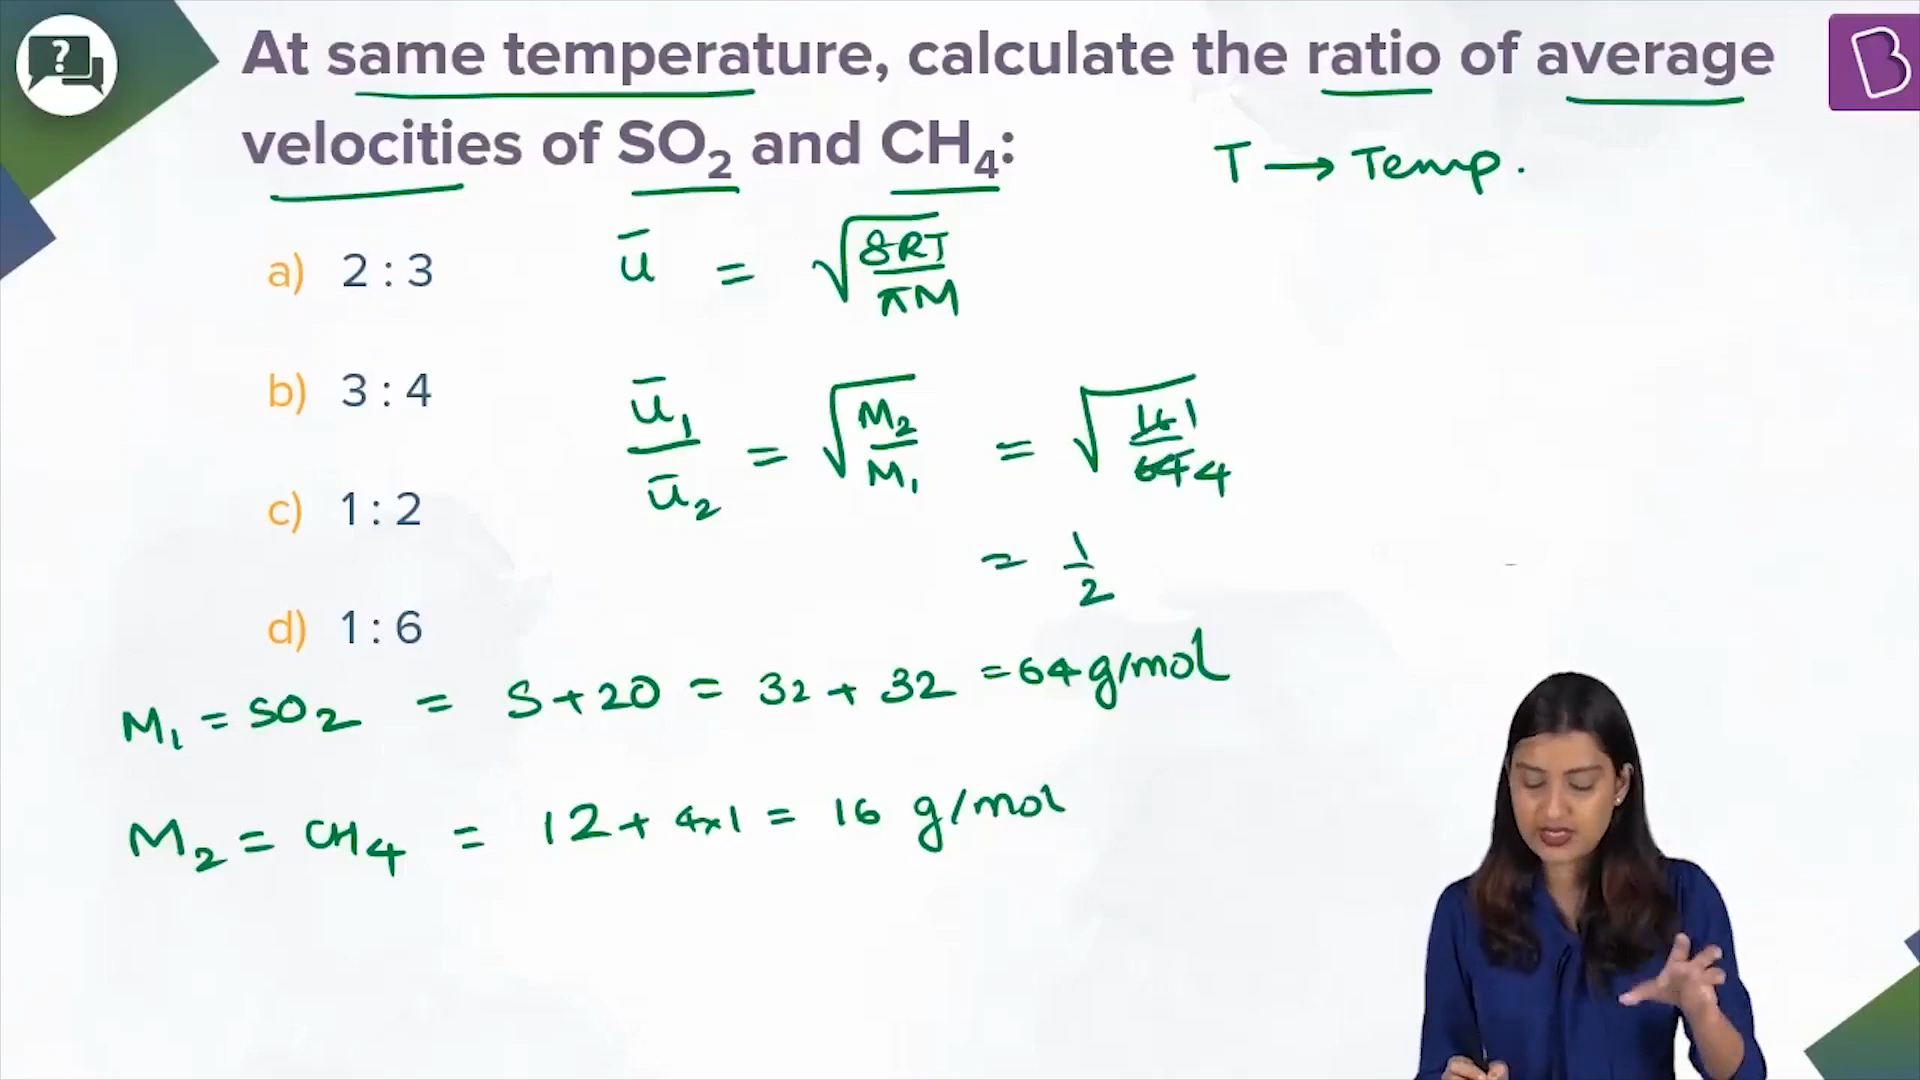 ?
At same temperature, calculate the ratio of average
B
velocities of SO₂ and CH₄:
T → Temp.
a) 2 : 3
ū = √(8RT/πM)
b) 3 : 4
ū₁/ū₂ = √(M₂/M₁) = √(16 1/64 4)
c) 1 : 2
= 1/2
d) 1 : 6
M₁ = SO₂ = S + 2O = 32 + 32 = 64 g/mol
M₂ = CH₄ = 12 + 4x1 = 16 g/mol